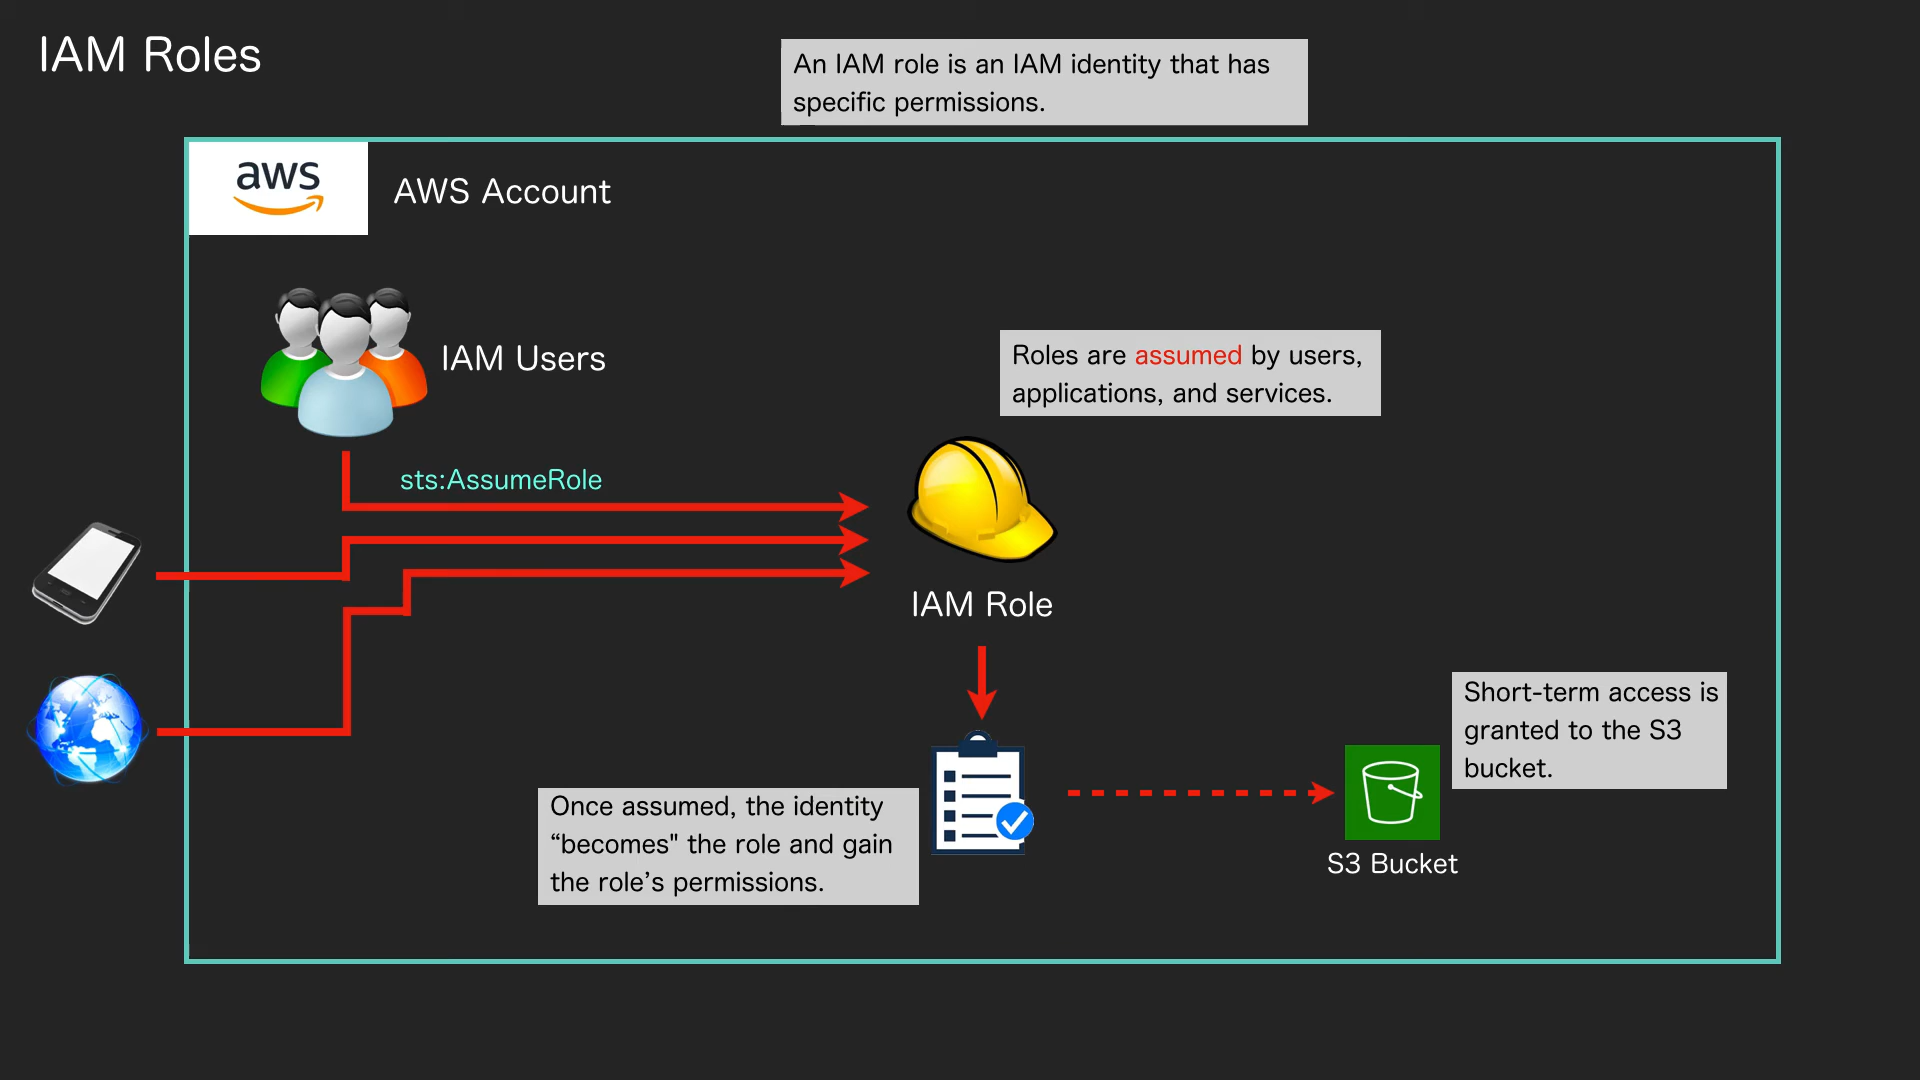 IAM Roles
An IAM role is an IAM identity that has
specific permissions.
aws
AWS Account
IAM Users
Roles are assumed by users,
applications, and services.
sts:AssumeRole
IAM Role
Short-term access is
granted to the S3
bucket.
Once assumed, the identity
“becomes" the role and gain
the role’s permissions.
S3 Bucket